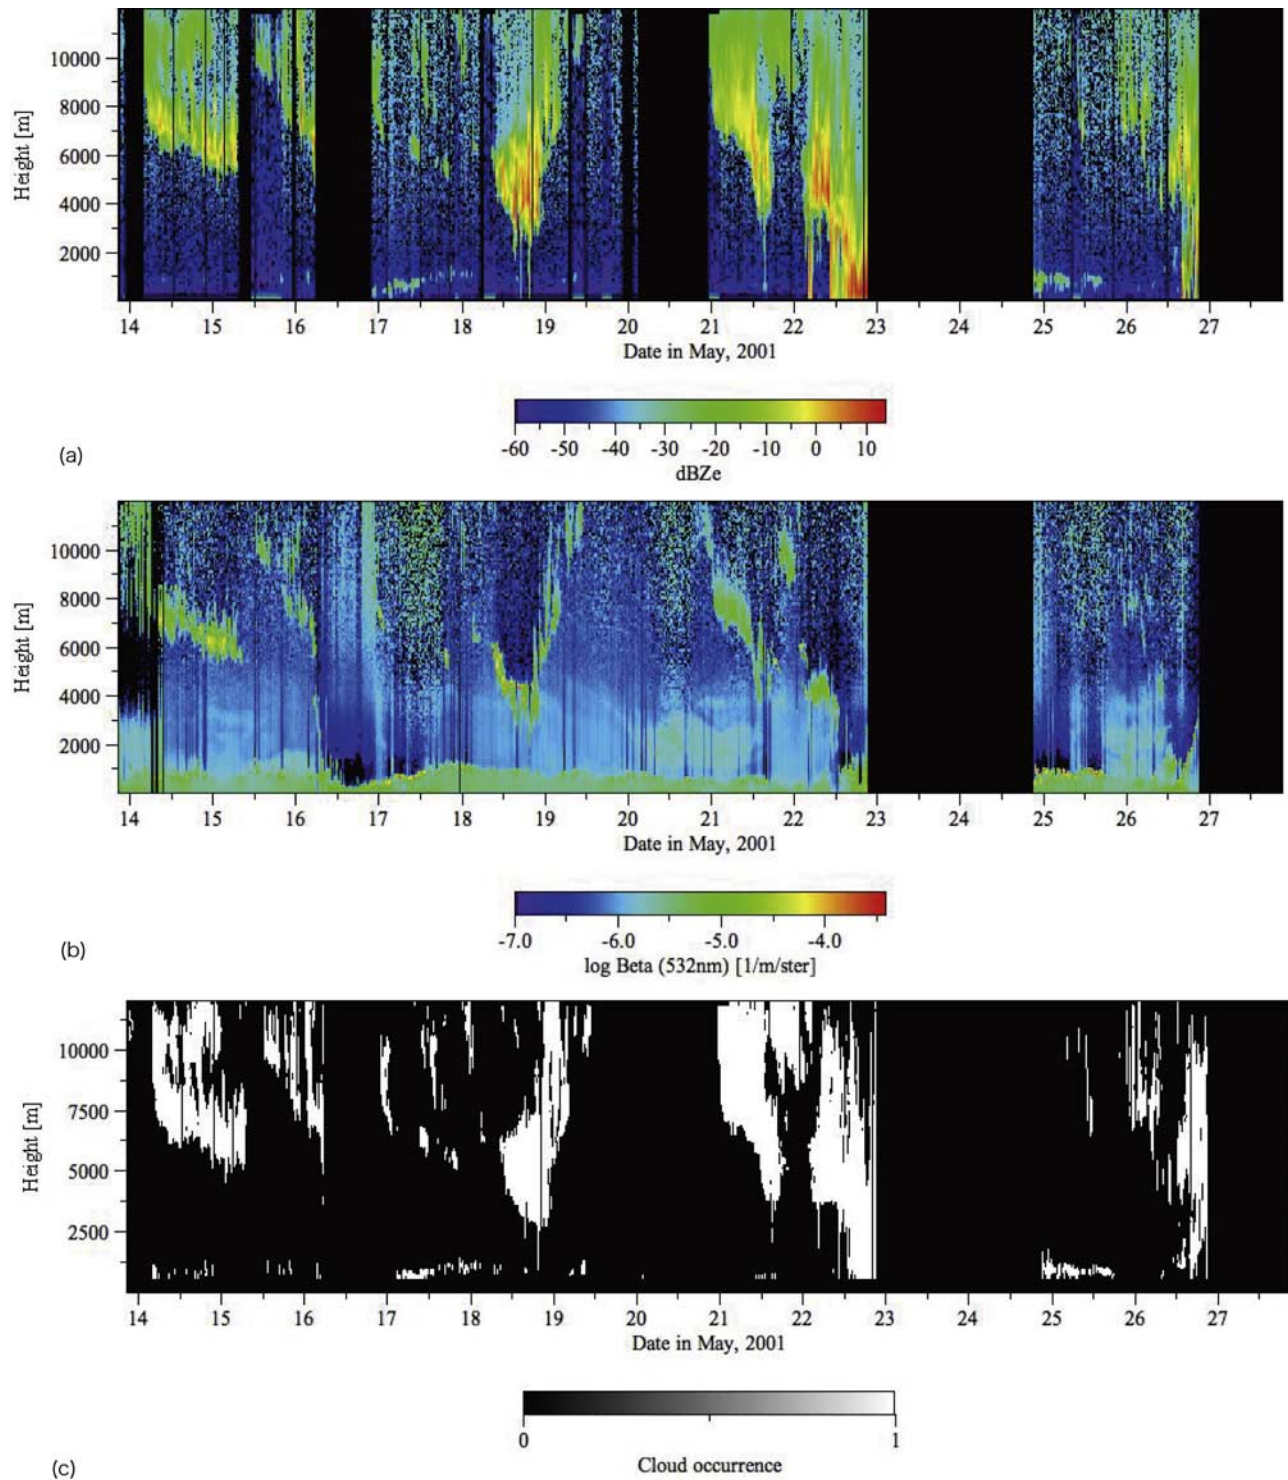 10000
8000
6000
4000
2000
Height [m]
14 15 16 17 18 19 20 21 22 23 24 25 26 27
Date in May, 2001
-60 -50 -40 -30 -20 -10 0 10
dBZe
(a)
10000
8000
6000
4000
2000
Height [m]
14 15 16 17 18 19 20 21 22 23 24 25 26 27
Date in May, 2001
-7.0 -6.0 -5.0 -4.0
log Beta (532nm) [1/m/ster]
(b)
10000
7500
5000
2500
Height [m]
14 15 16 17 18 19 20 21 22 23 24 25 26 27
Date in May, 2001
0 1
Cloud occurrence
(c)